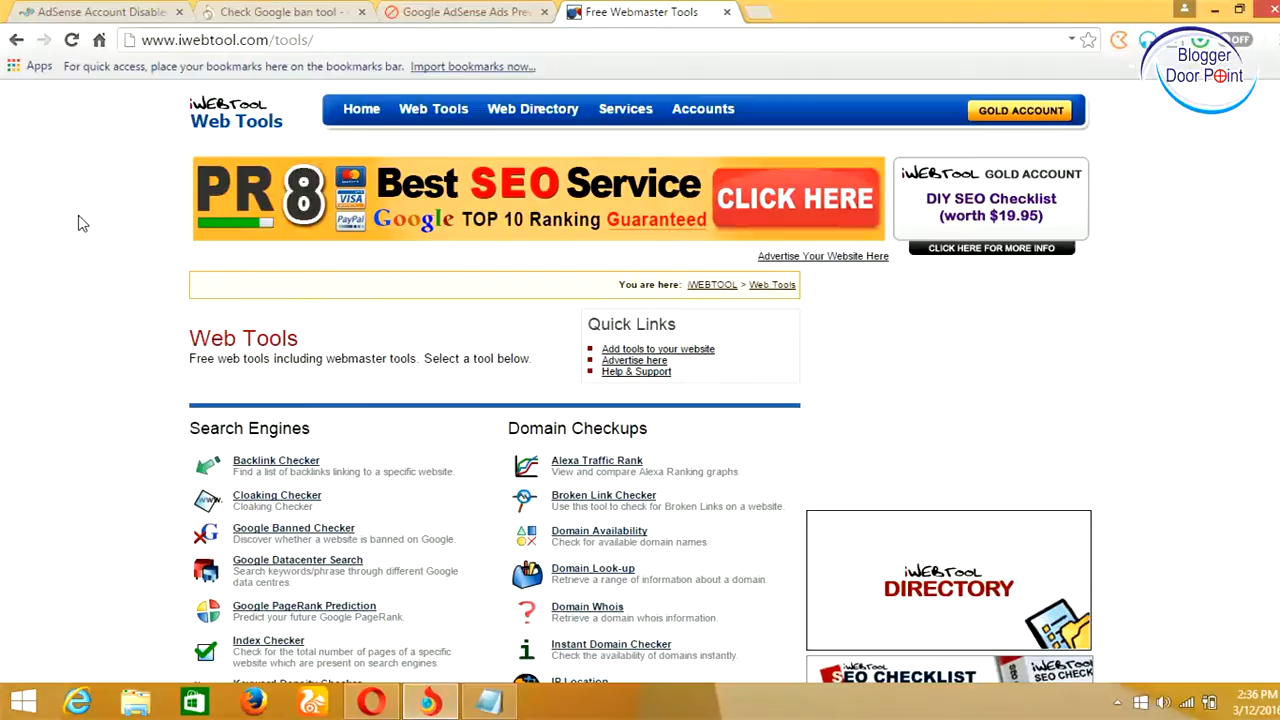 AdSense Account Disable
Check Google ban tool -
Google AdSense Ads Pre
Free Webmaster Tools
www.iwebtool.com/tools/
OFF
Apps
For quick access, place your bookmarks here on the bookmarks bar.
Import bookmarks now...
Blogger
Door Point
iWEBTOOL
Web Tools
Home
Web Tools
Web Directory
Services
Accounts
GOLD ACCOUNT
PR 8
VISA
PayPal
Best SEO Service
Google TOP 10 Ranking Guaranteed
CLICK HERE
iWEBTOOL GOLD ACCOUNT
DIY SEO Checklist
(worth $19.95)
CLICK HERE FOR MORE INFO
Advertise Your Website Here
You are here: iWEBTOOL > Web Tools
Web Tools
Free web tools including webmaster tools. Select a tool below.
Quick Links
Add tools to your website
Advertise here
Help & Support
Search Engines
Backlink Checker
Find a list of backlinks linking to a specific website.
Cloaking Checker
Cloaking Checker
Google Banned Checker
Discover whether a website is banned on Google.
Google Datacenter Search
Search keywords/phrase through different Google
data centres.
Google PageRank Prediction
Predict your future Google PageRank.
Index Checker
Check for the total number of pages of a specific
website which are present on search engines.
Domain Checkups
Alexa Traffic Rank
View and compare Alexa Ranking graphs.
Broken Link Checker
Use this tool to check for Broken Links on a website.
Domain Availability
Check for available domain names.
Domain Look-up
Retrieve a range of information about a domain.
Domain Whois
Retrieve a domain whois information.
Instant Domain Checker
Check the availability of domains instantly.
IP Location
iWEBTOOL
DIRECTORY
iWEBTOOL
SEO CHECKLIST
iWEBTOOL
2:36 PM